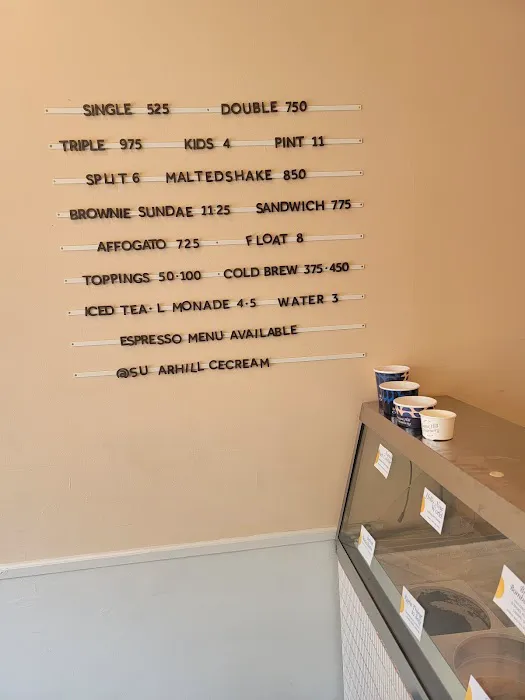 SINGLE 525 DOUBLE 750
TRIPLE 975 KIDS 4 PINT 11
SPLIT 6 MALTEDSHAKE 850
BROWNIE SUNDAE 11·25 SANDWICH 775
AFFOGATO 725 FLOAT 8
TOPPINGS 50·100 COLD BREW 375·450
ICED TEA· L MONADE 4·5 WATER 3
ESPRESSO MENU AVAILABLE
@SU ARHILL CECREAM